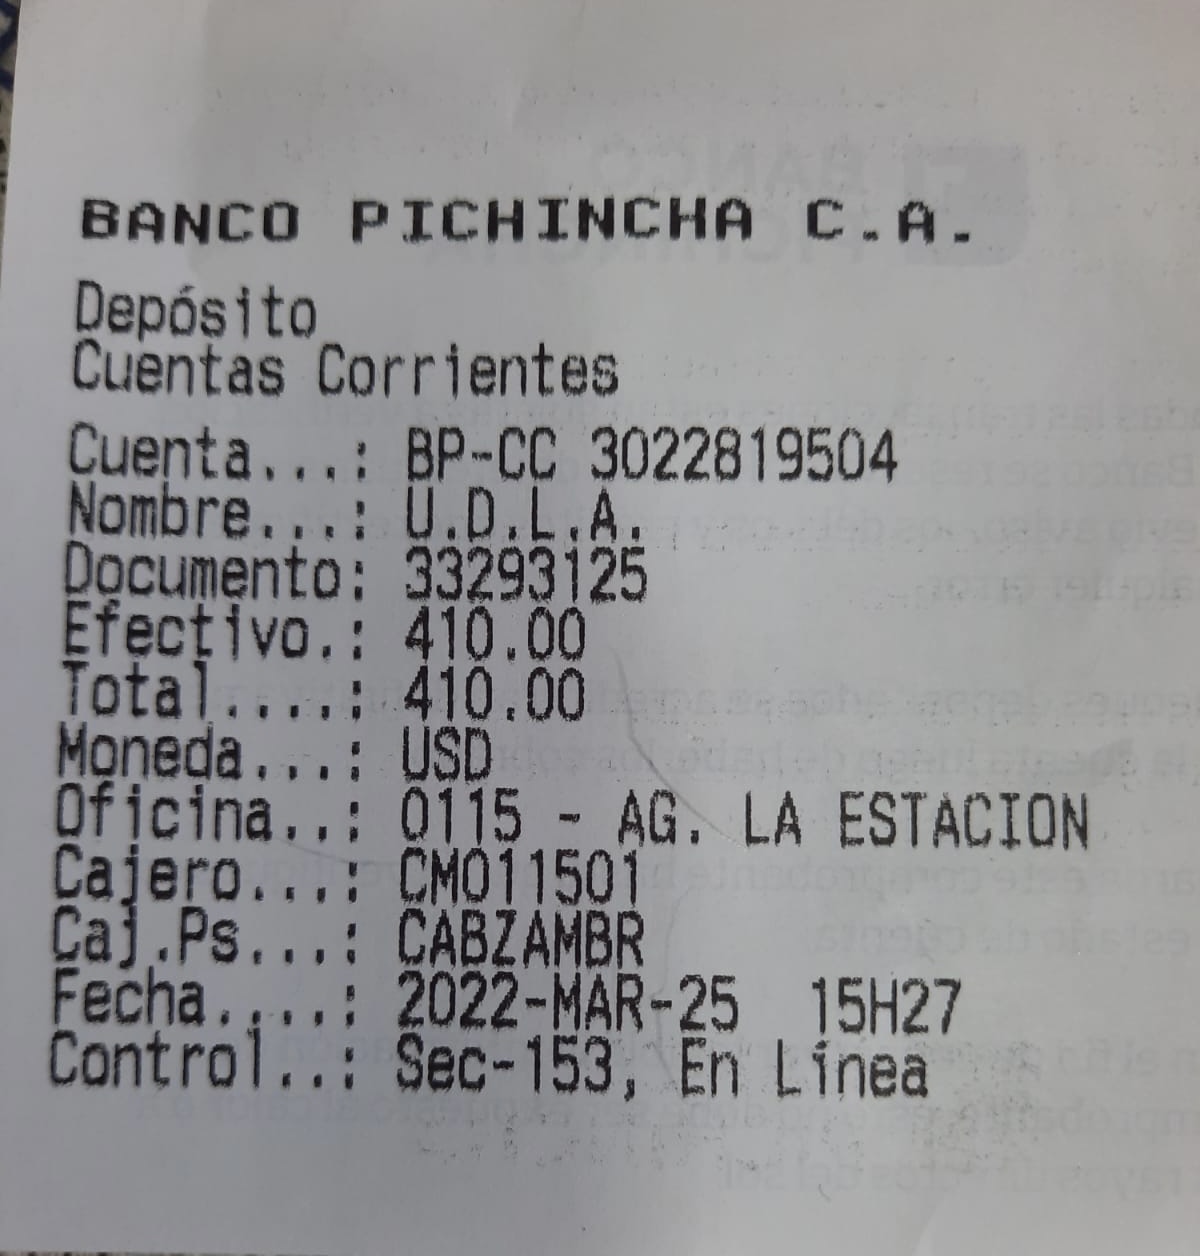 BANCO PICHINCHA C.A.
Depósito
Cuentas Corrientes
Cuenta...: BP-CC 3022819504
Nombre...: U.D.L.A.
Documento: 33293125
Efectivo.: 410.00
Total....: 410.00
Moneda...: USD
Oficina..: 0115 - AG. LA ESTACION
Cajero...: CM011501
Caj.Ps...: CABZAMBR
Fecha....: 2022-MAR-25 15H27
Control..: Sec-153, En Línea